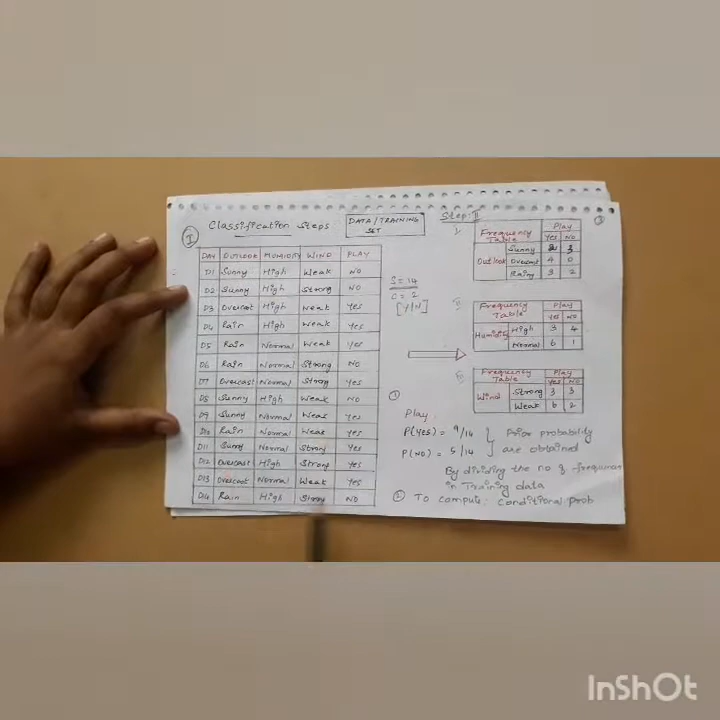 I Classification Steps
DATA/TRAINING SET
DAY OUTLOOK HUMIDITY WIND PLAY
D1 Sunny High Weak NO
D2 Sunny High Strong NO
D3 Overcast High Weak Yes
D4 Rain High Weak Yes
D5 Rain Normal Weak Yes
D6 Rain Normal Strong NO
D7 Overcast Normal Strong Yes
D8 Sunny High Weak NO
D9 Sunny Normal Weak Yes
D10 Rain Normal Weak Yes
D11 Sunny Normal Strong Yes
D12 Overcast High Strong Yes
D13 Overcast Normal Weak Yes
D14 Rain High Strong NO
S = 14
C = 2
[Y/N]
Step: II
I.
Frequency Table Play
Yes NO
Outlook Sunny 3
Overcast 4 0
Rainy 3 2
II
Frequency Table Play
Yes NO
Humidity High 3 4
Normal 6 1
Frequency Table Play
Yes NO
Wind Strong 3 3
Weak 6 2
1 Play
P(YES) = 9/14 Prior probability
P(NO) = 5/14 are obtained
By dividing the no of
in Training data
2 To compute: conditional prob
InShOt